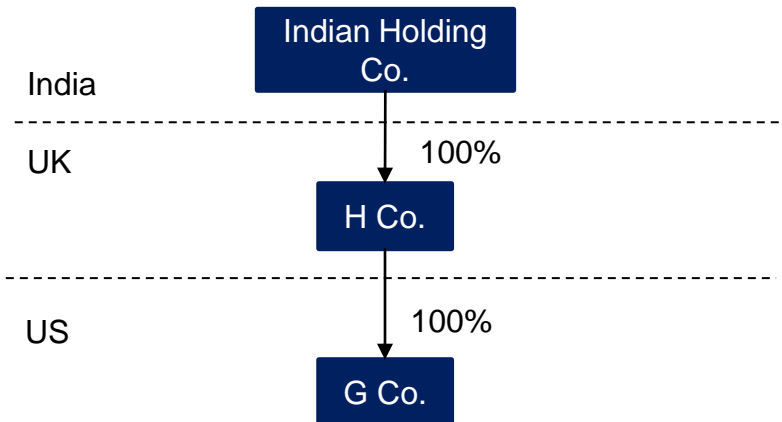 Indian Holding
Co.
India
100%
UK
H Co.
100%
US
G Co.